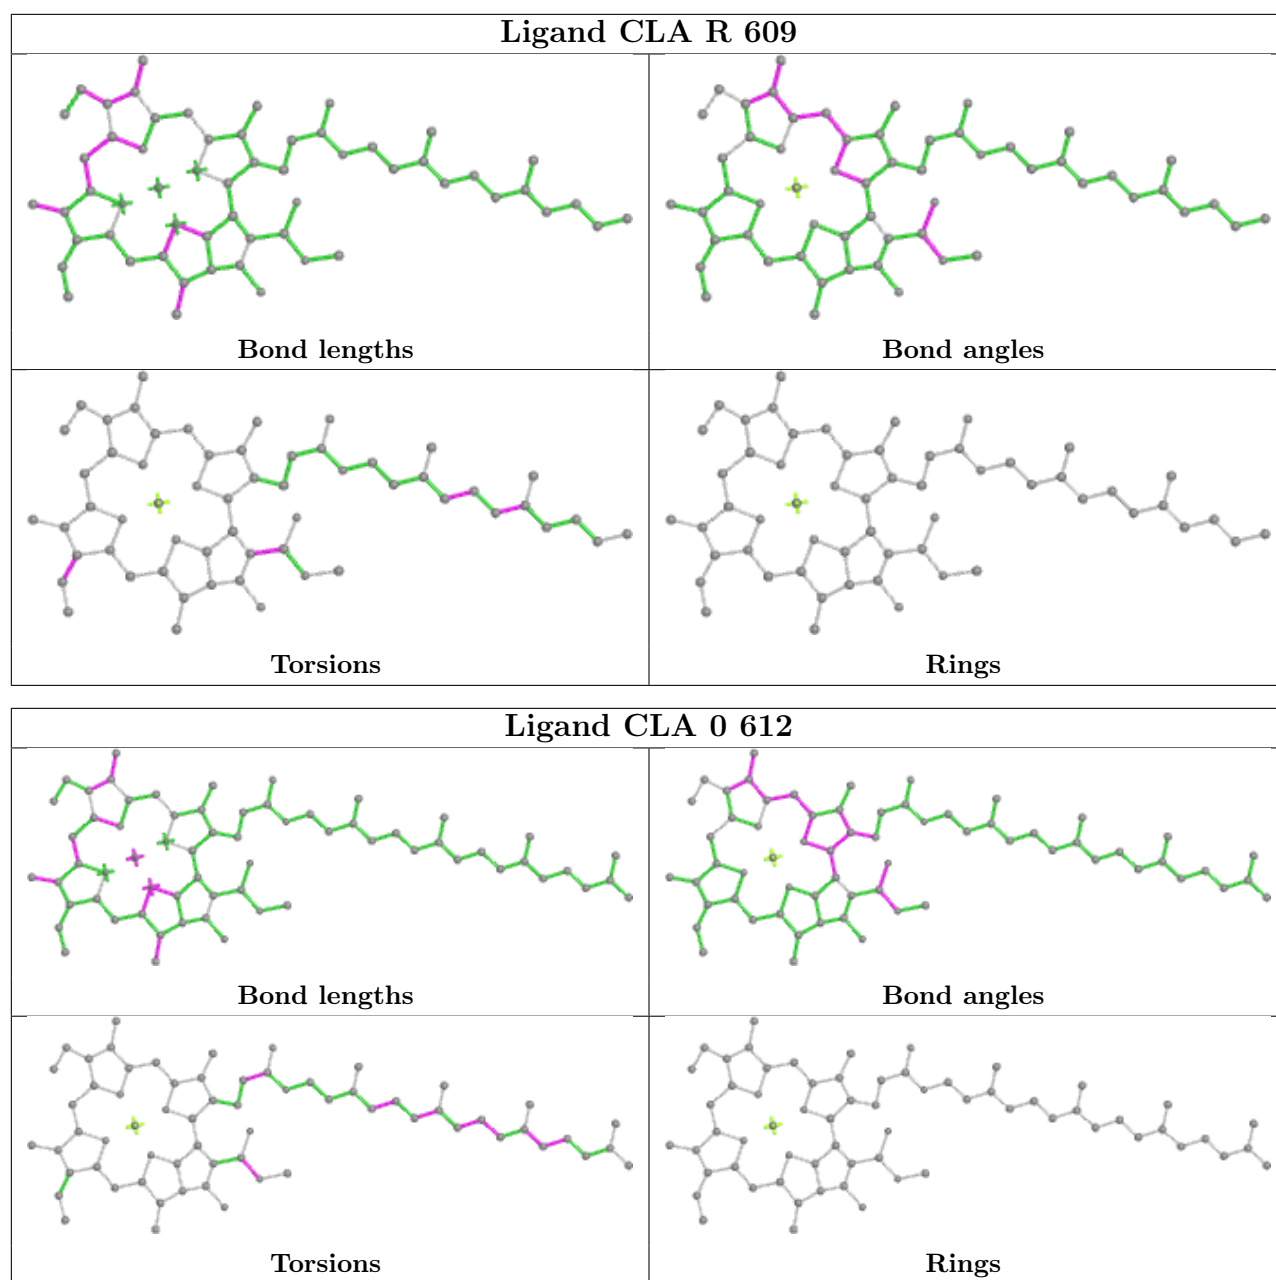 Ligand CLA R 609
Bond lengths
Bond angles
Torsions
Rings
Ligand CLA 0 612
Bond lengths
Bond angles
Torsions
Rings